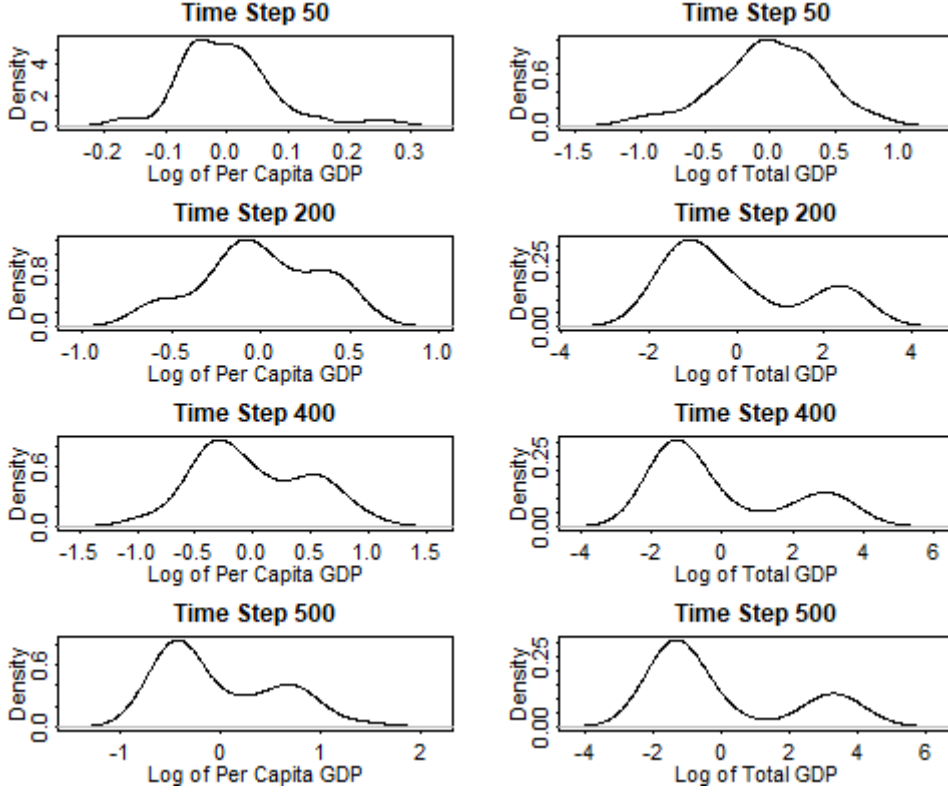 Time Step 50
Density
0 2 4
-0.2 -0.1 0.0 0.1 0.2 0.3
Log of Per Capita GDP
Time Step 50
Density
0.0 0.6
-1.5 -1.0 -0.5 0.0 0.5 1.0
Log of Total GDP
Time Step 200
Density
0.0 0.8
-1.0 -0.5 0.0 0.5 1.0
Log of Per Capita GDP
Time Step 200
Density
0.00 0.25
-4 -2 0 2 4
Log of Total GDP
Time Step 400
Density
0.0 0.6
-1.5 -1.0 -0.5 0.0 0.5 1.0 1.5
Log of Per Capita GDP
Time Step 400
Density
0.00 0.25
-4 -2 0 2 4 6
Log of Total GDP
Time Step 500
Density
0.0 0.6
-1 0 1 2
Log of Per Capita GDP
Time Step 500
Density
0.00 0.25
-4 -2 0 2 4 6
Log of Total GDP